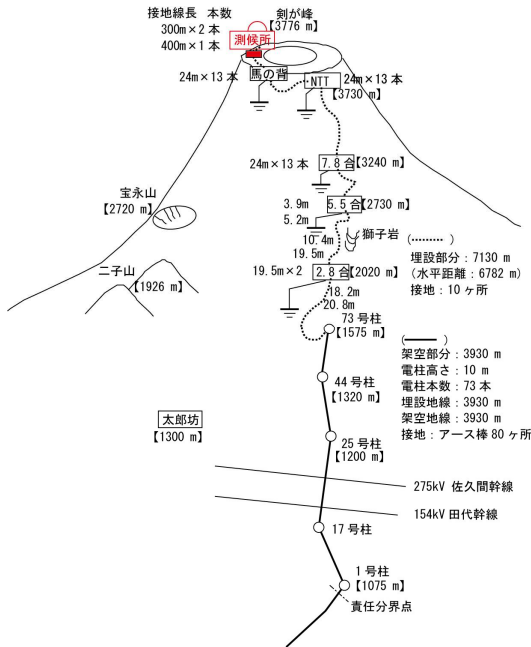 接地線長 本数
300m×2 本
400m×1 本
剣が峰
【3776 m】
測候所
24m×13 本
馬の背
NTT
24m×13 本
【3730 m】
24m×13 本
7.8 合
【3240 m】
宝永山
【2720 m】
3.9m
5.2m
5.5 合
【2730 m】
10.4m
19.5m
獅子岩
(………)
埋設部分：7130 m
(水平距離：6782 m)
接地：10 ヶ所
二子山
【1926 m】
19.5m×2
2.8 合
【2020 m】
18.2m
20.8m
73 号柱
【1575 m】
(――)
架空部分：3930 m
電柱高さ：10 m
電柱本数：73 本
埋設地線：3930 m
架空地線：3930 m
接地：アース棒 80 ヶ所
44 号柱
【1320 m】
太郎坊
【1300 m】
25 号柱
【1200 m】
275kV 佐久間幹線
154kV 田代幹線
17 号柱
1 号柱
【1075 m】
責任分界点